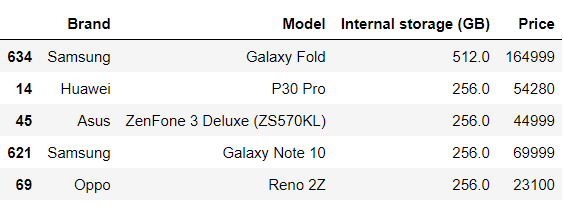 Brand Model Internal storage (GB) Price
634 Samsung Galaxy Fold 512.0 164999
14 Huawei P30 Pro 256.0 54280
45 Asus ZenFone 3 Deluxe (ZS570KL) 256.0 44999
621 Samsung Galaxy Note 10 256.0 69999
69 Oppo Reno 2Z 256.0 23100